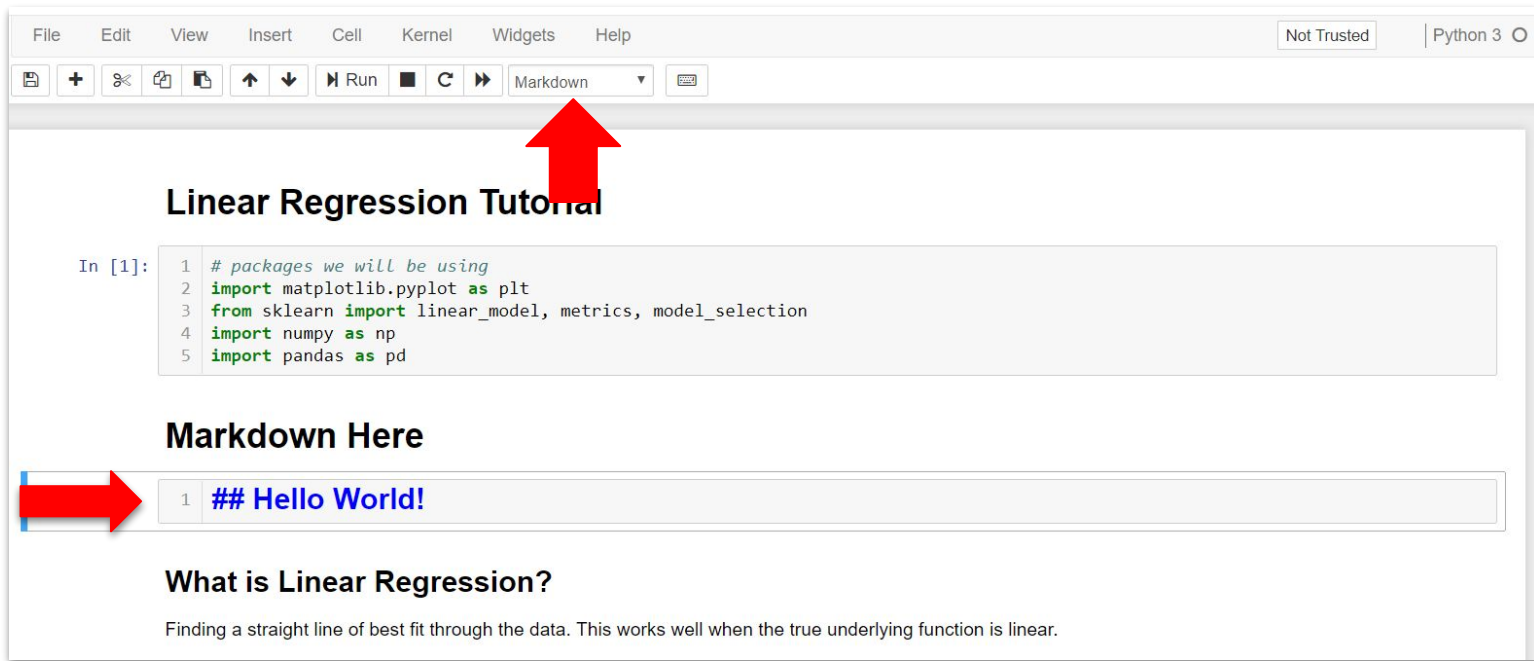 File Edit View Insert Cell Kernel Widgets Help Not Trusted Python 3
Run Markdown
Linear Regression Tutorial
In [1]:
1 # packages we will be using
2 import matplotlib.pyplot as plt
3 from sklearn import linear_model, metrics, model_selection
4 import numpy as np
5 import pandas as pd
Markdown Here
1 ## Hello World!
What is Linear Regression?
Finding a straight line of best fit through the data. This works well when the true underlying function is linear.